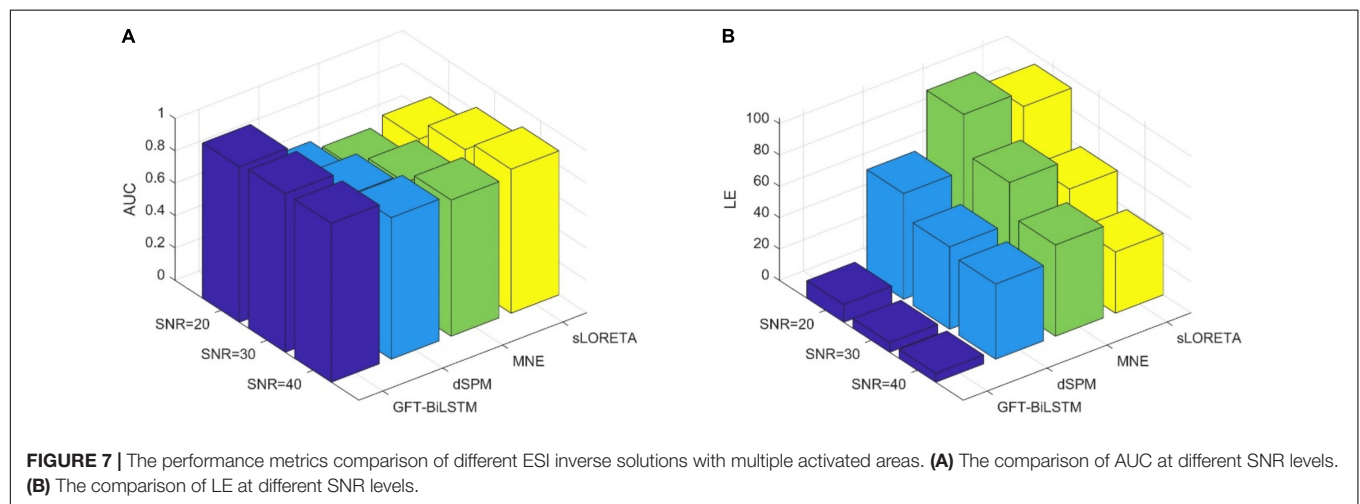 A
1
0.8
0.6
0.4
0.2
0
AUC
SNR=20
SNR=30
SNR=40
GFT-BiLSTM
dSPM
MNE
sLORETA
B
100
80
60
40
20
0
LE
SNR=20
SNR=30
SNR=40
GFT-BiLSTM
dSPM
MNE
sLORETA
FIGURE 7 | The performance metrics comparison of different ESI inverse solutions with multiple activated areas. (A) The comparison of AUC at different SNR levels.
(B) The comparison of LE at different SNR levels.